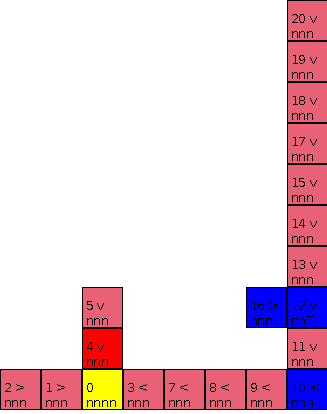 20 v
nnn
19 v
nnn
18 v
nnn
17 v
nnn
15 v
nnn
14 v
nnn
13 v
nnn
5 v
nnn
16 >
nnn
12 v
nnT
4 v
nnn
11 v
nnn
2 >
nnn
1 >
nnn
0
nnnn
3 <
nnn
7 <
nnn
8 <
nnn
9 <
nnn
10 <
nnn